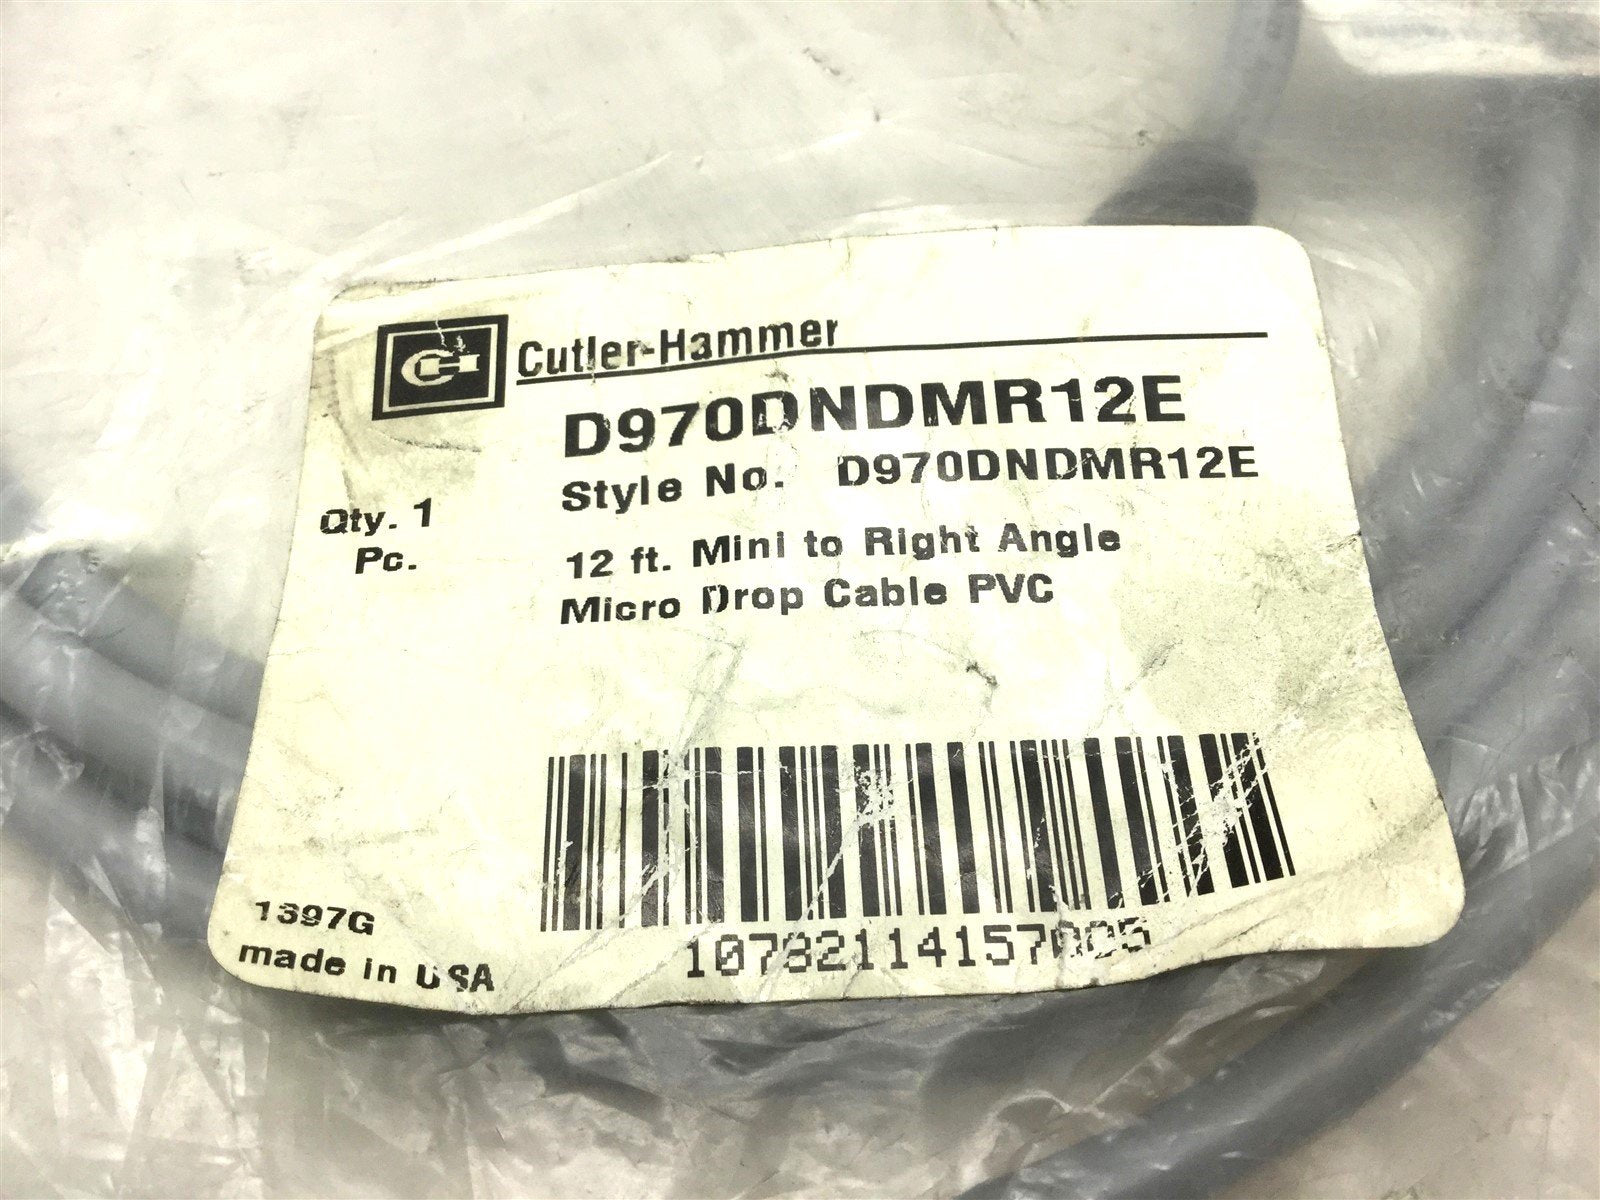 CH Cutler-Hammer
D970DNDMR12E
Style No. D970DNDMR12E
Qty. 1
Pc.
12 ft. Mini to Right Angle
Micro Drop Cable PVC
1397G
made in USA